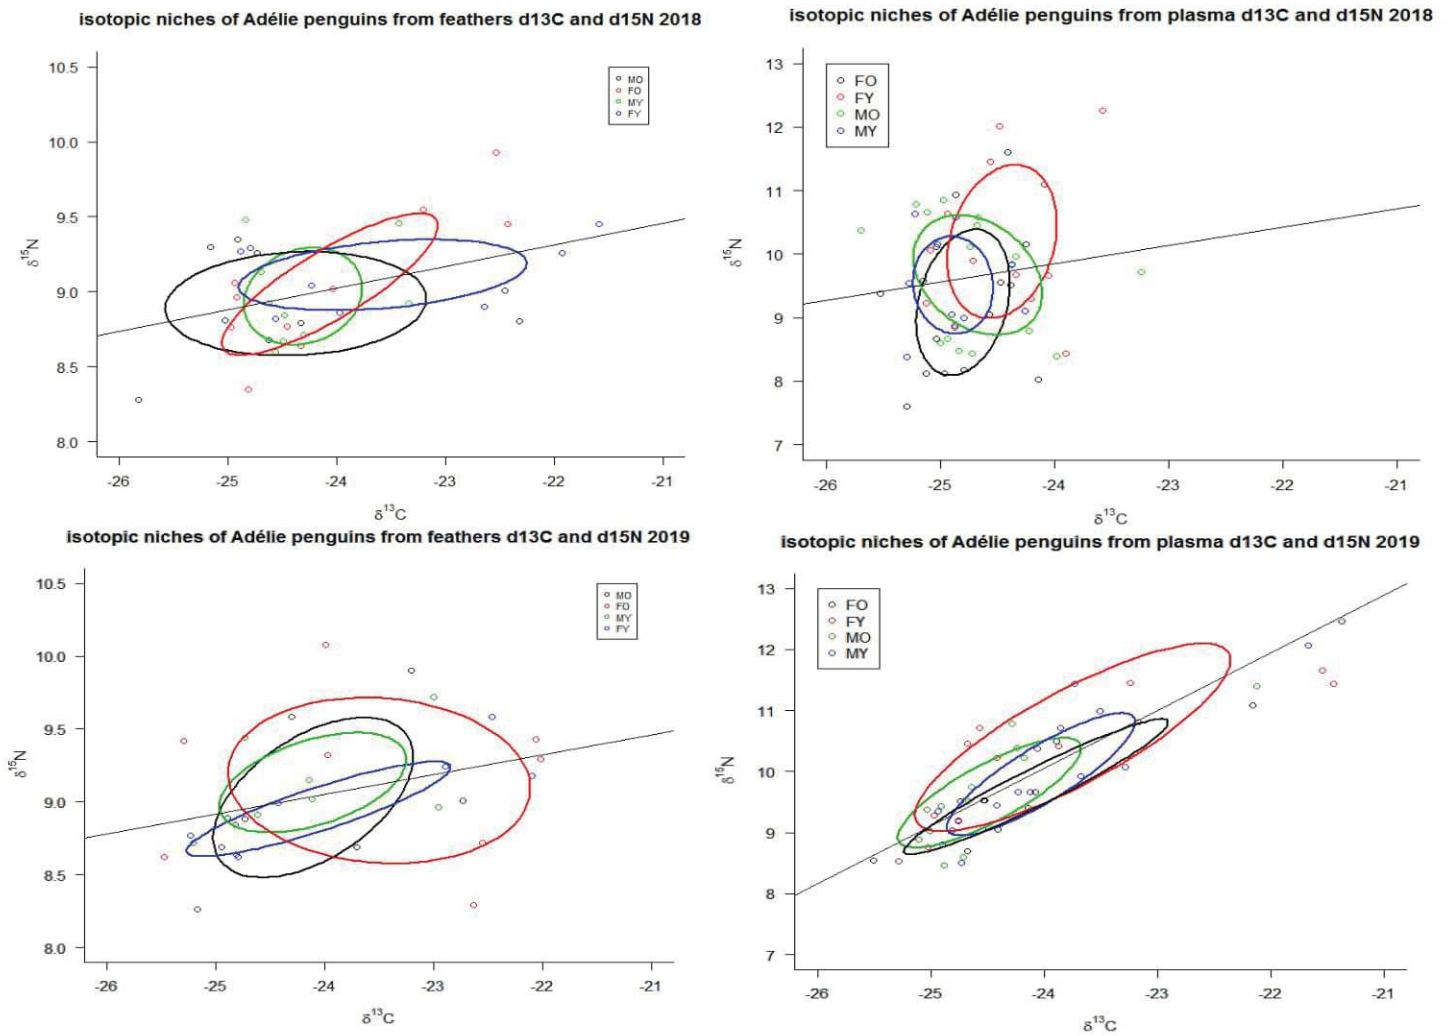 isotopic niches of Adélie penguins from feathers d13C and d15N 2018
10.5
10.0
9.5
9.0
8.5
8.0
δ15N
MO
FO
MY
FY
-26
-25
-24
-23
-22
-21
δ13C
isotopic niches of Adélie penguins from plasma d13C and d15N 2018
13
12
11
10
9
8
7
δ15N
FO
FY
MO
MY
-26
-25
-24
-23
-22
-21
δ13C
isotopic niches of Adélie penguins from feathers d13C and d15N 2019
10.5
10.0
9.5
9.0
8.5
8.0
δ15N
MO
FO
MY
FY
-26
-25
-24
-23
-22
-21
δ13C
isotopic niches of Adélie penguins from plasma d13C and d15N 2019
13
12
11
10
9
8
7
δ15N
FO
FY
MO
MY
-26
-25
-24
-23
-22
-21
δ13C